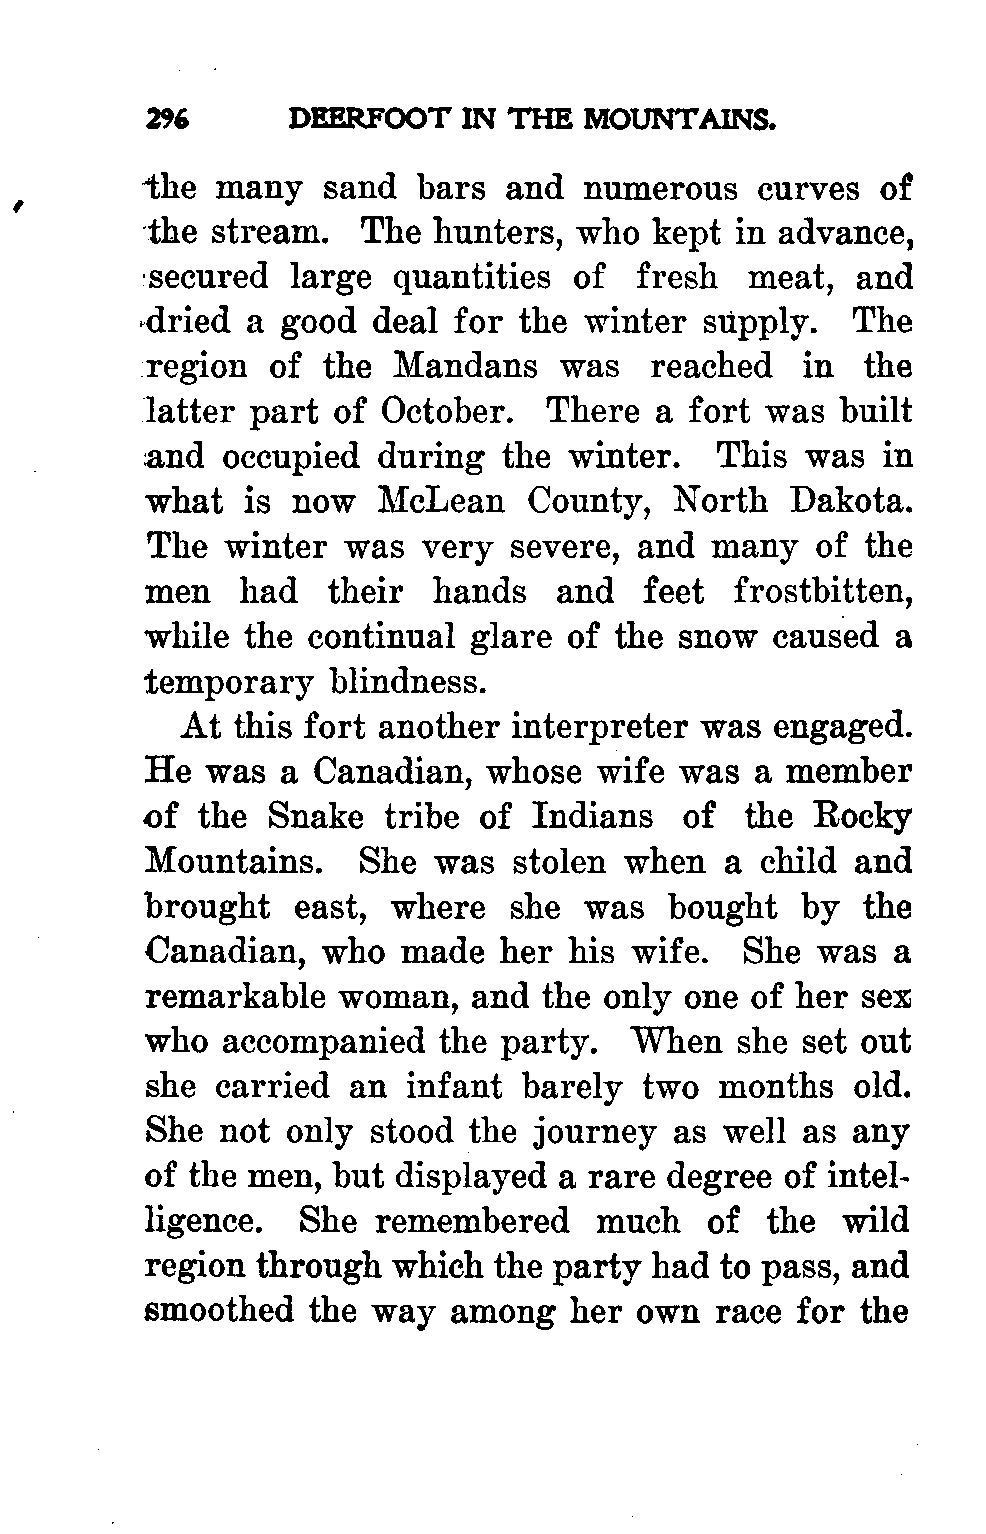 296 DEERFOOT IN THE MOUNTAINS.
the many sand bars and numerous curves of
the stream. The hunters, who kept in advance,
secured large quantities of fresh meat, and
dried a good deal for the winter supply. The
region of the Mandans was reached in the
latter part of October. There a fort was built
and occupied during the winter. This was in
what is now McLean County, North Dakota.
The winter was very severe, and many of the
men had their hands and feet frostbitten,
while the continual glare of the snow caused a
temporary blindness.
At this fort another interpreter was engaged.
He was a Canadian, whose wife was a member
of the Snake tribe of Indians of the Rocky
Mountains. She was stolen when a child and
brought east, where she was bought by the
Canadian, who made her his wife. She was a
remarkable woman, and the only one of her sex
who accompanied the party. When she set out
she carried an infant barely two months old.
She not only stood the journey as well as any
of the men, but displayed a rare degree of intel-
ligence. She remembered much of the wild
region through which the party had to pass, and
smoothed the way among her own race for the